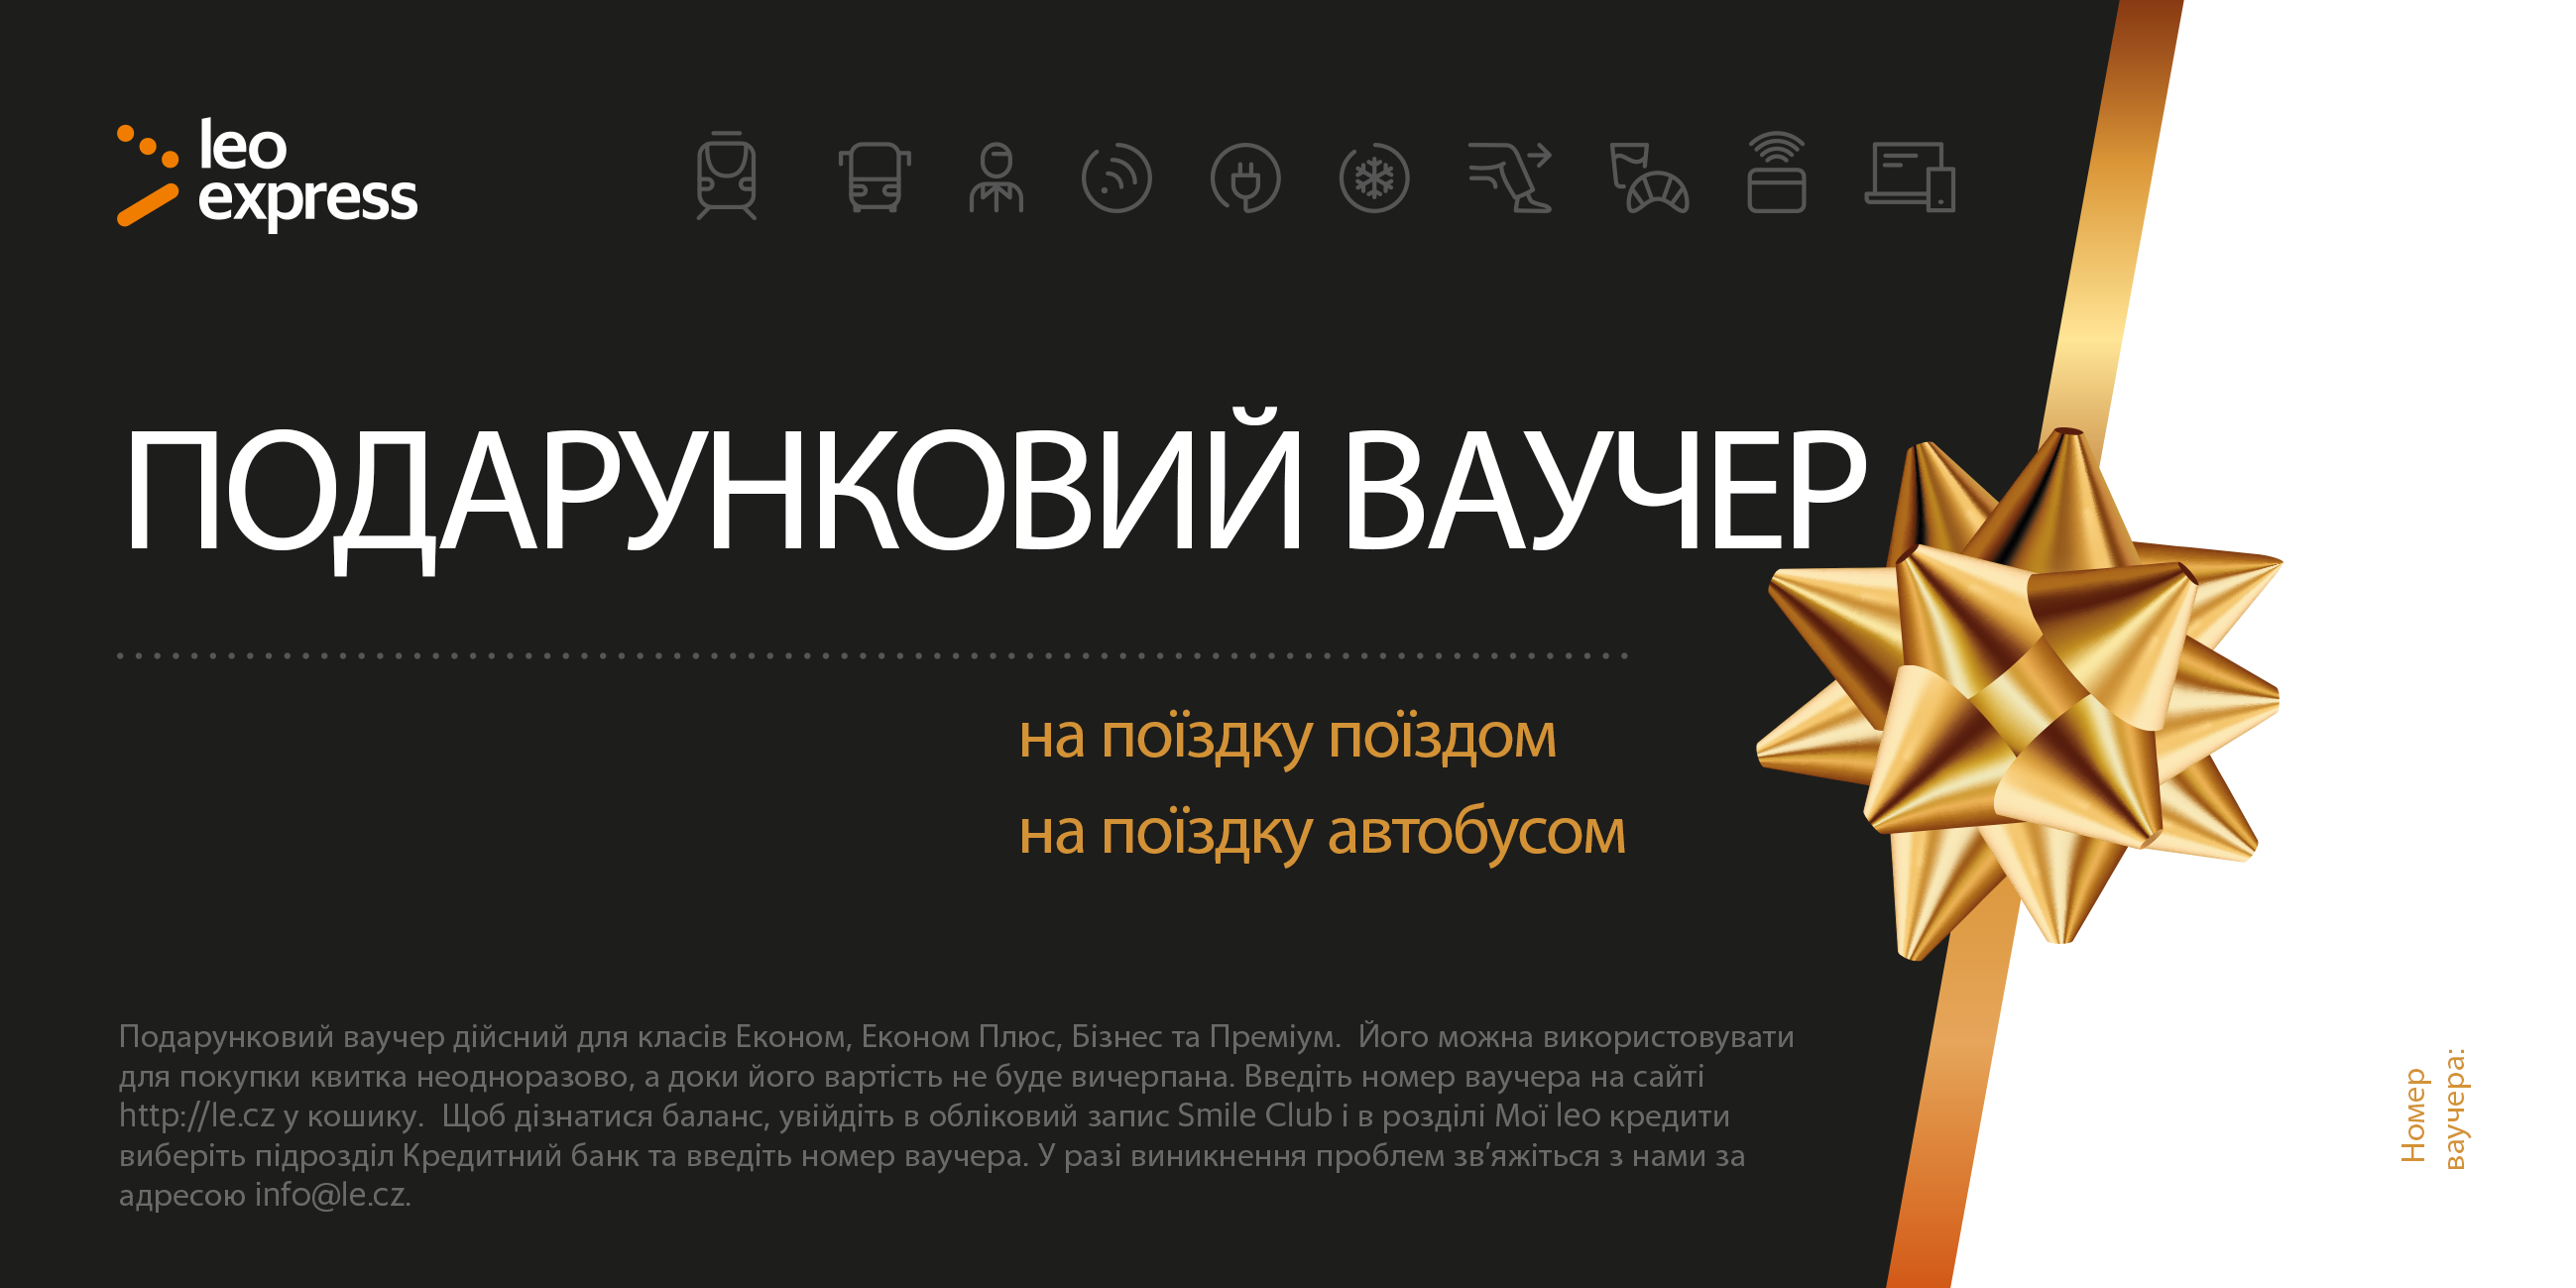 leo
express
ПОДАРУНКОВИЙ ВАУЧЕР
на поїздку поїздом
на поїздку автобусом
Подарунковий ваучер дійсний для класів Економ, Економ Плюс, Бізнес та Преміум. Його можна використовувати
для покупки квитка неодноразово, а доки його вартість не буде вичерпана. Введіть номер ваучера на сайті
http://le.cz у кошику. Щоб дізнатися баланс, увійдіть в обліковий запис Smile Club і в розділі Мої leo кредити
виберіть підрозділ Кредитний банк та введіть номер ваучера. У разі виникнення проблем зв’яжіться з нами за
адресою info@le.cz.
Номер
ваучера: